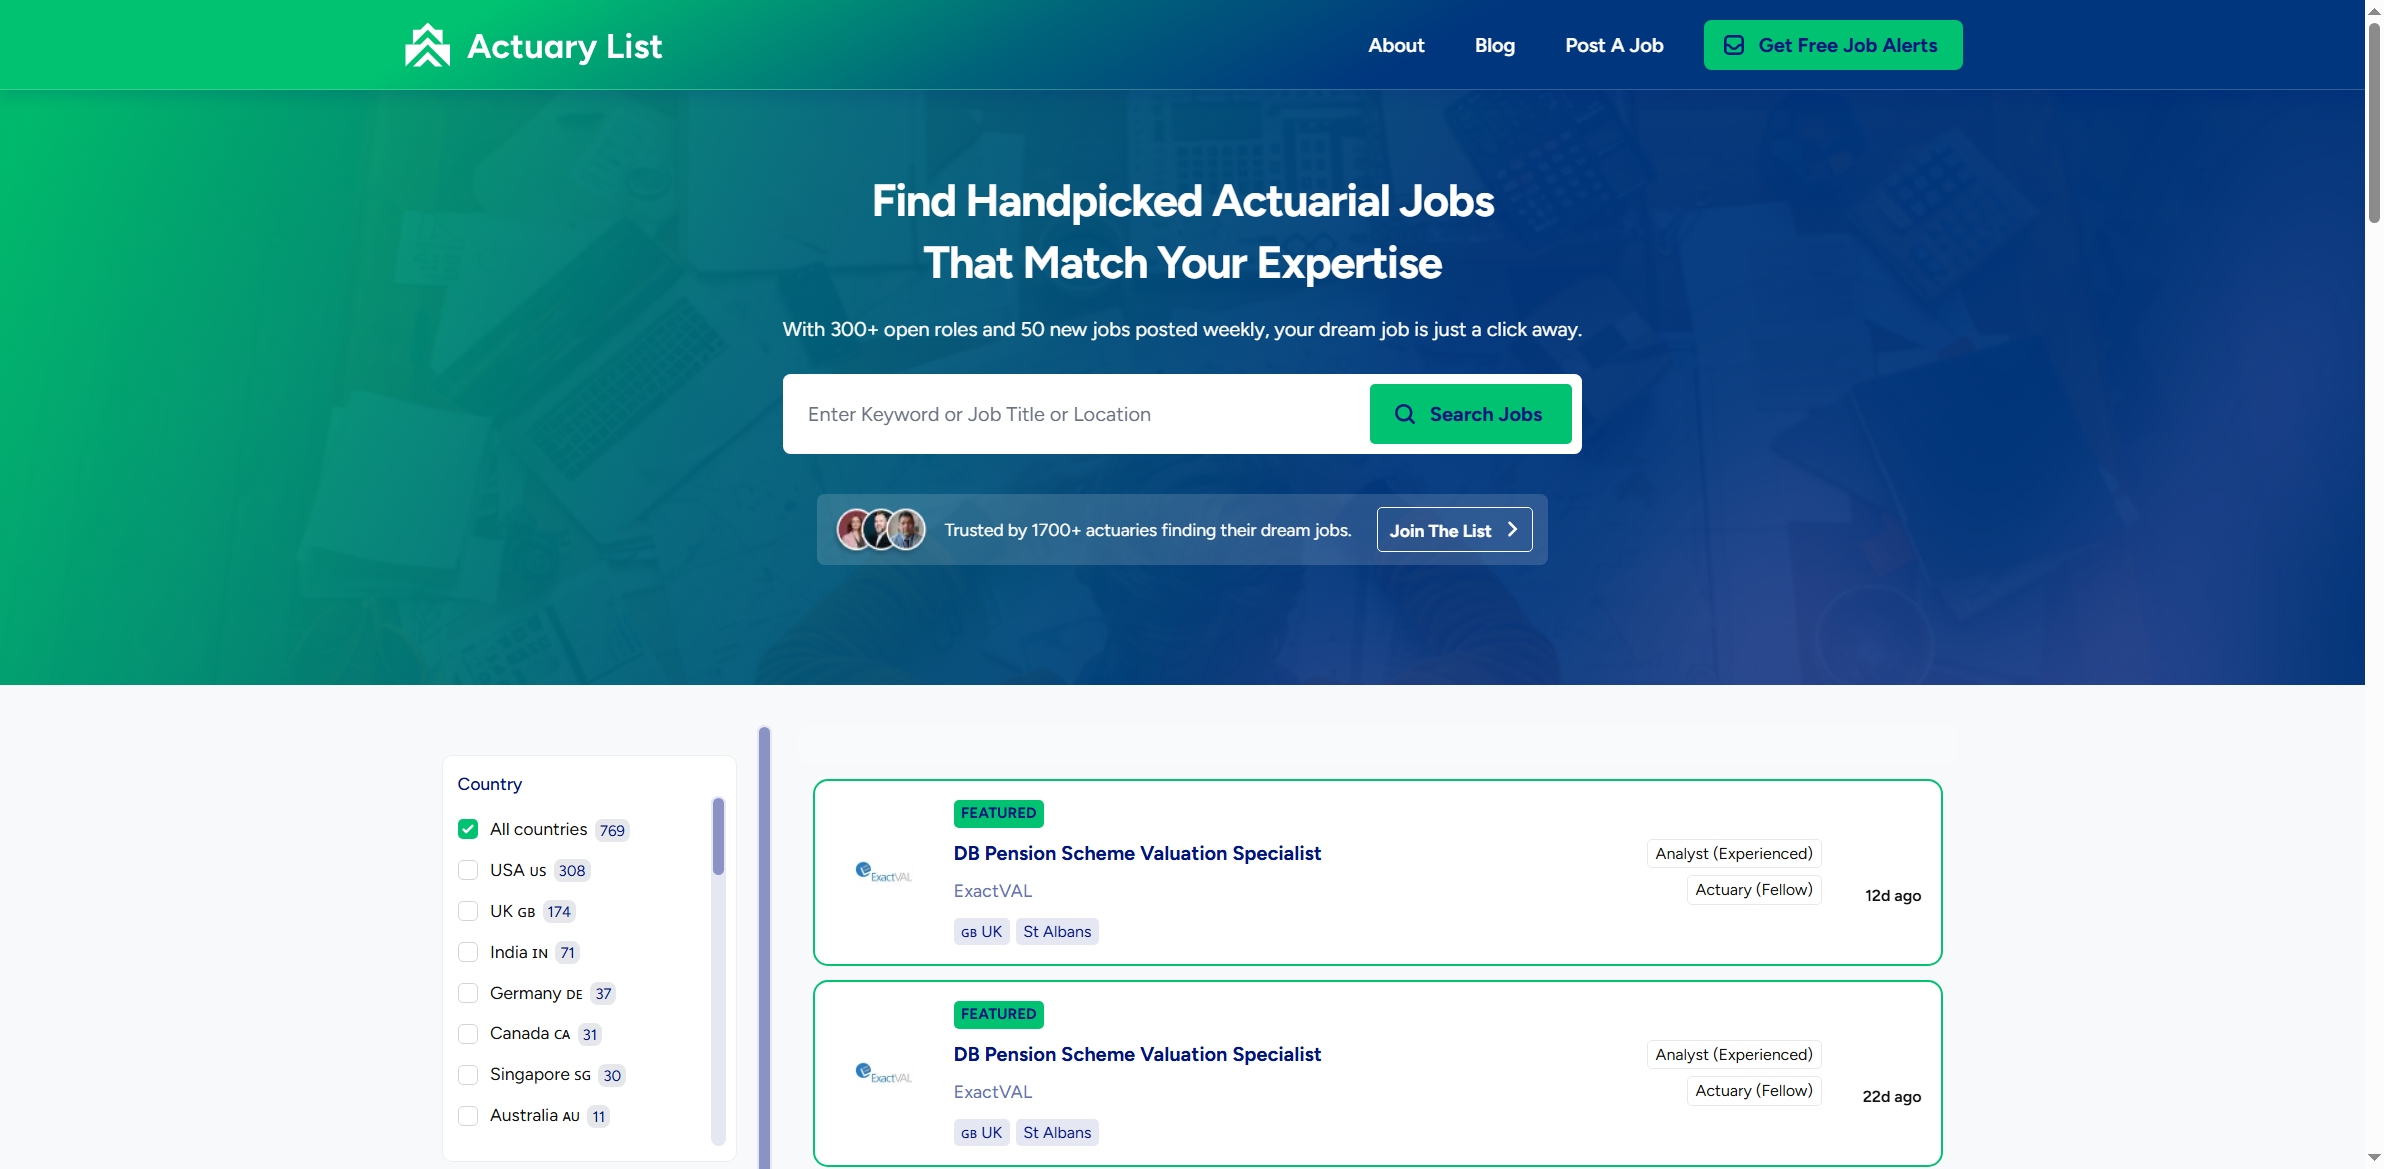 Actuary List
About
Blog
Post A Job
Get Free Job Alerts
Find Handpicked Actuarial Jobs
That Match Your Expertise
With 300+ open roles and 50 new jobs posted weekly, your dream job is just a click away.
Enter Keyword or Job Title or Location
Search Jobs
Trusted by 1700+ actuaries finding their dream jobs.
Join The List
Country
All countries 769
USA US 308
UK GB 174
India IN 71
Germany DE 37
Canada CA 31
Singapore SG 30
Australia AU 11
FEATURED
DB Pension Scheme Valuation Specialist
ExactVAL
ExactVAL
GB UK
St Albans
Analyst (Experienced)
Actuary (Fellow)
12d ago
FEATURED
DB Pension Scheme Valuation Specialist
ExactVAL
ExactVAL
GB UK
St Albans
Analyst (Experienced)
Actuary (Fellow)
22d ago